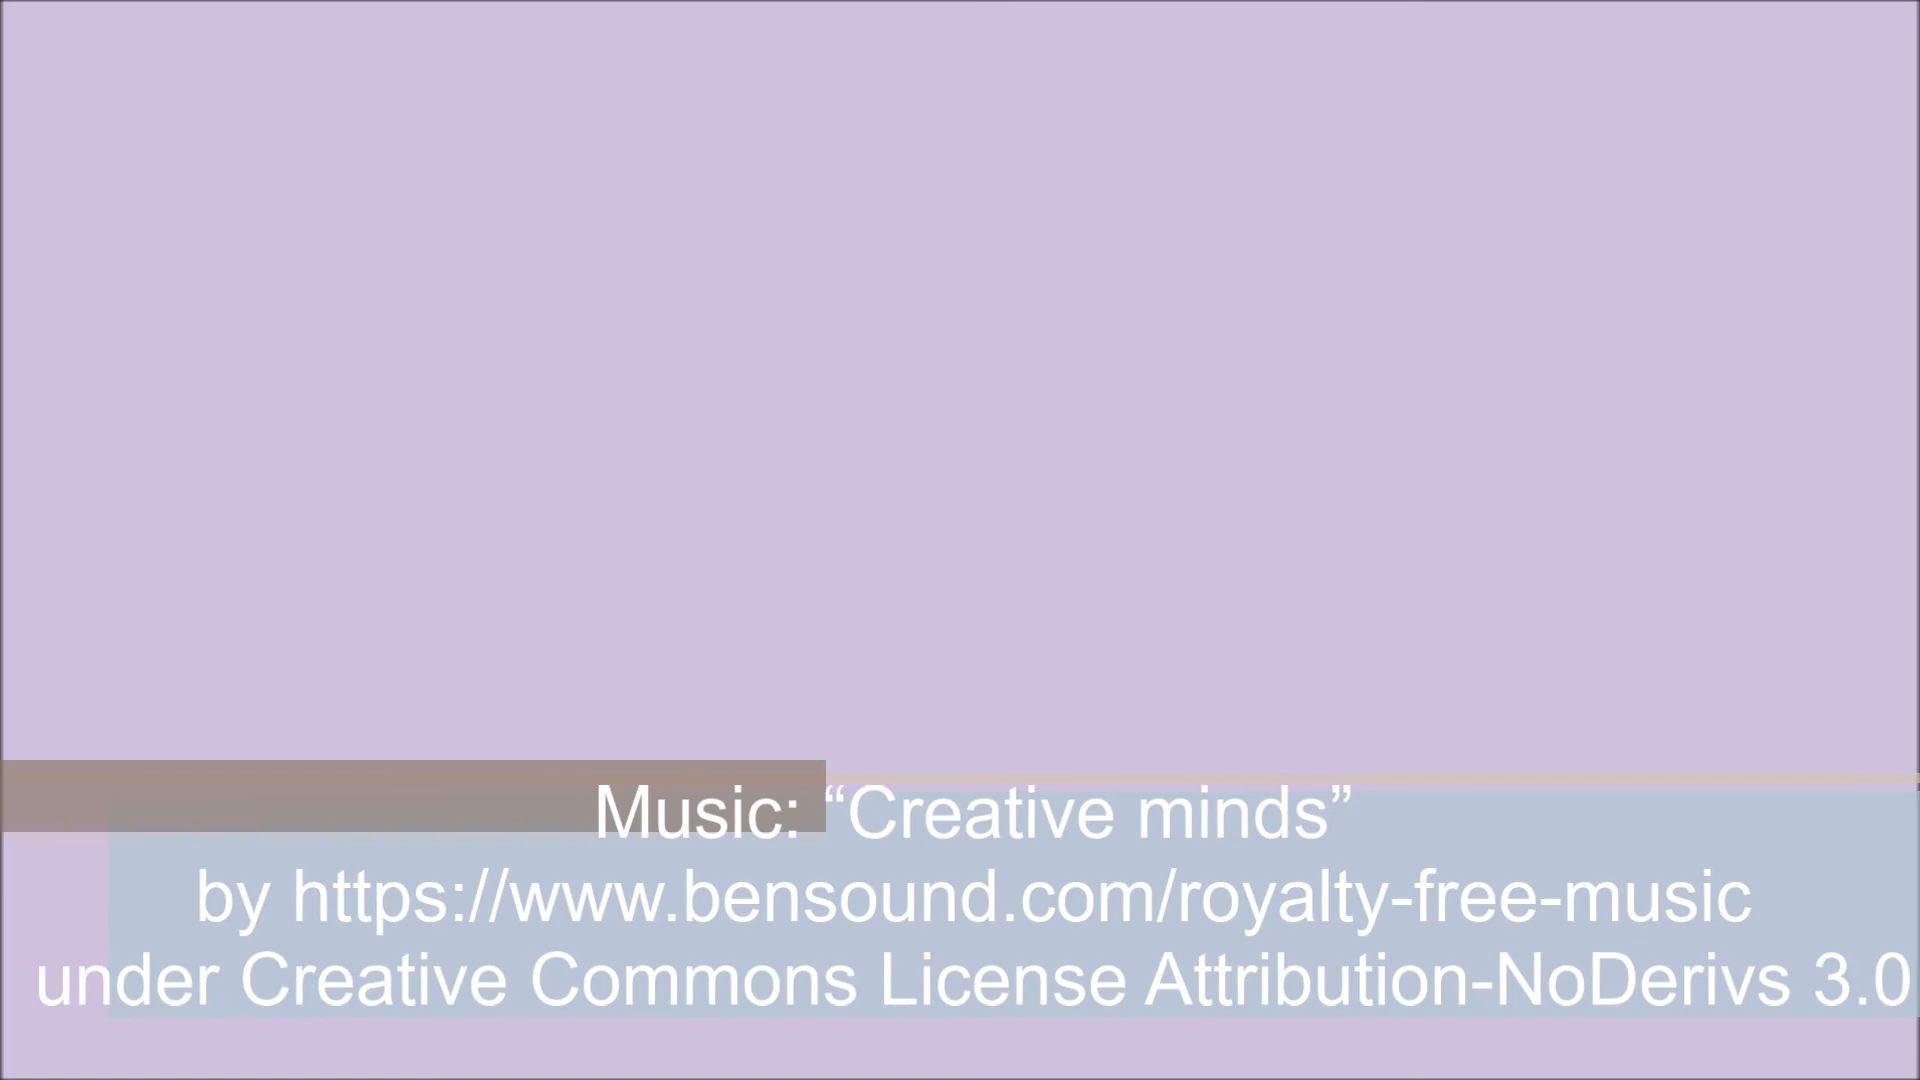 Music: “Creative minds”
by https://www.bensound.com/royalty-free-music
under Creative Commons License Attribution-NoDerivs 3.0